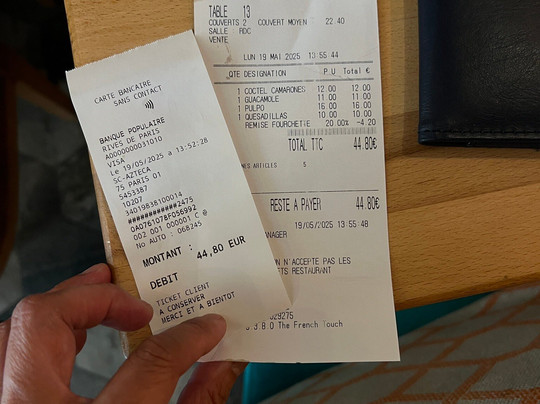 CARTE BANCAIRE
SANS CONTACT
BANQUE POPULAIRE
RIVES DE PARIS
A0000000031010
VISA
Le 19/05/2025 a 13:52:28
SC-AZTECA
75 PARIS 01
5453387
10207
34019838100014
############2475
0A076107BF056992
002 001 000001 C @
No AUTO : 068245
MONTANT : 44,80 EUR
DEBIT
TICKET CLIENT
A CONSERVER
MERCI ET A BIENTOT
TABLE 13
COUVERTS 2 COUVERT MOYEN 22.40
SALLE : RDC
VENTE
LUN 19 MAI 2025 13:55:44
QTE DESIGNATION P.U Total €
1 COCTEL CAMARONES 12.00 12.00
1 GUACAMOLE 11.00 11.00
1 PULPO 16.00 16.00
1 QUESADILLAS 10.00 10.00
REMISE FOURCHETTE 20.00% -4.20
TOTAL TTC 44.80€
ARTICLES 5
RESTE A PAYER 44.80€
19/05/2025 13:55:48
ANAGER
N'ACCEPTE PAS LES
RESTAURANT
The French Touch